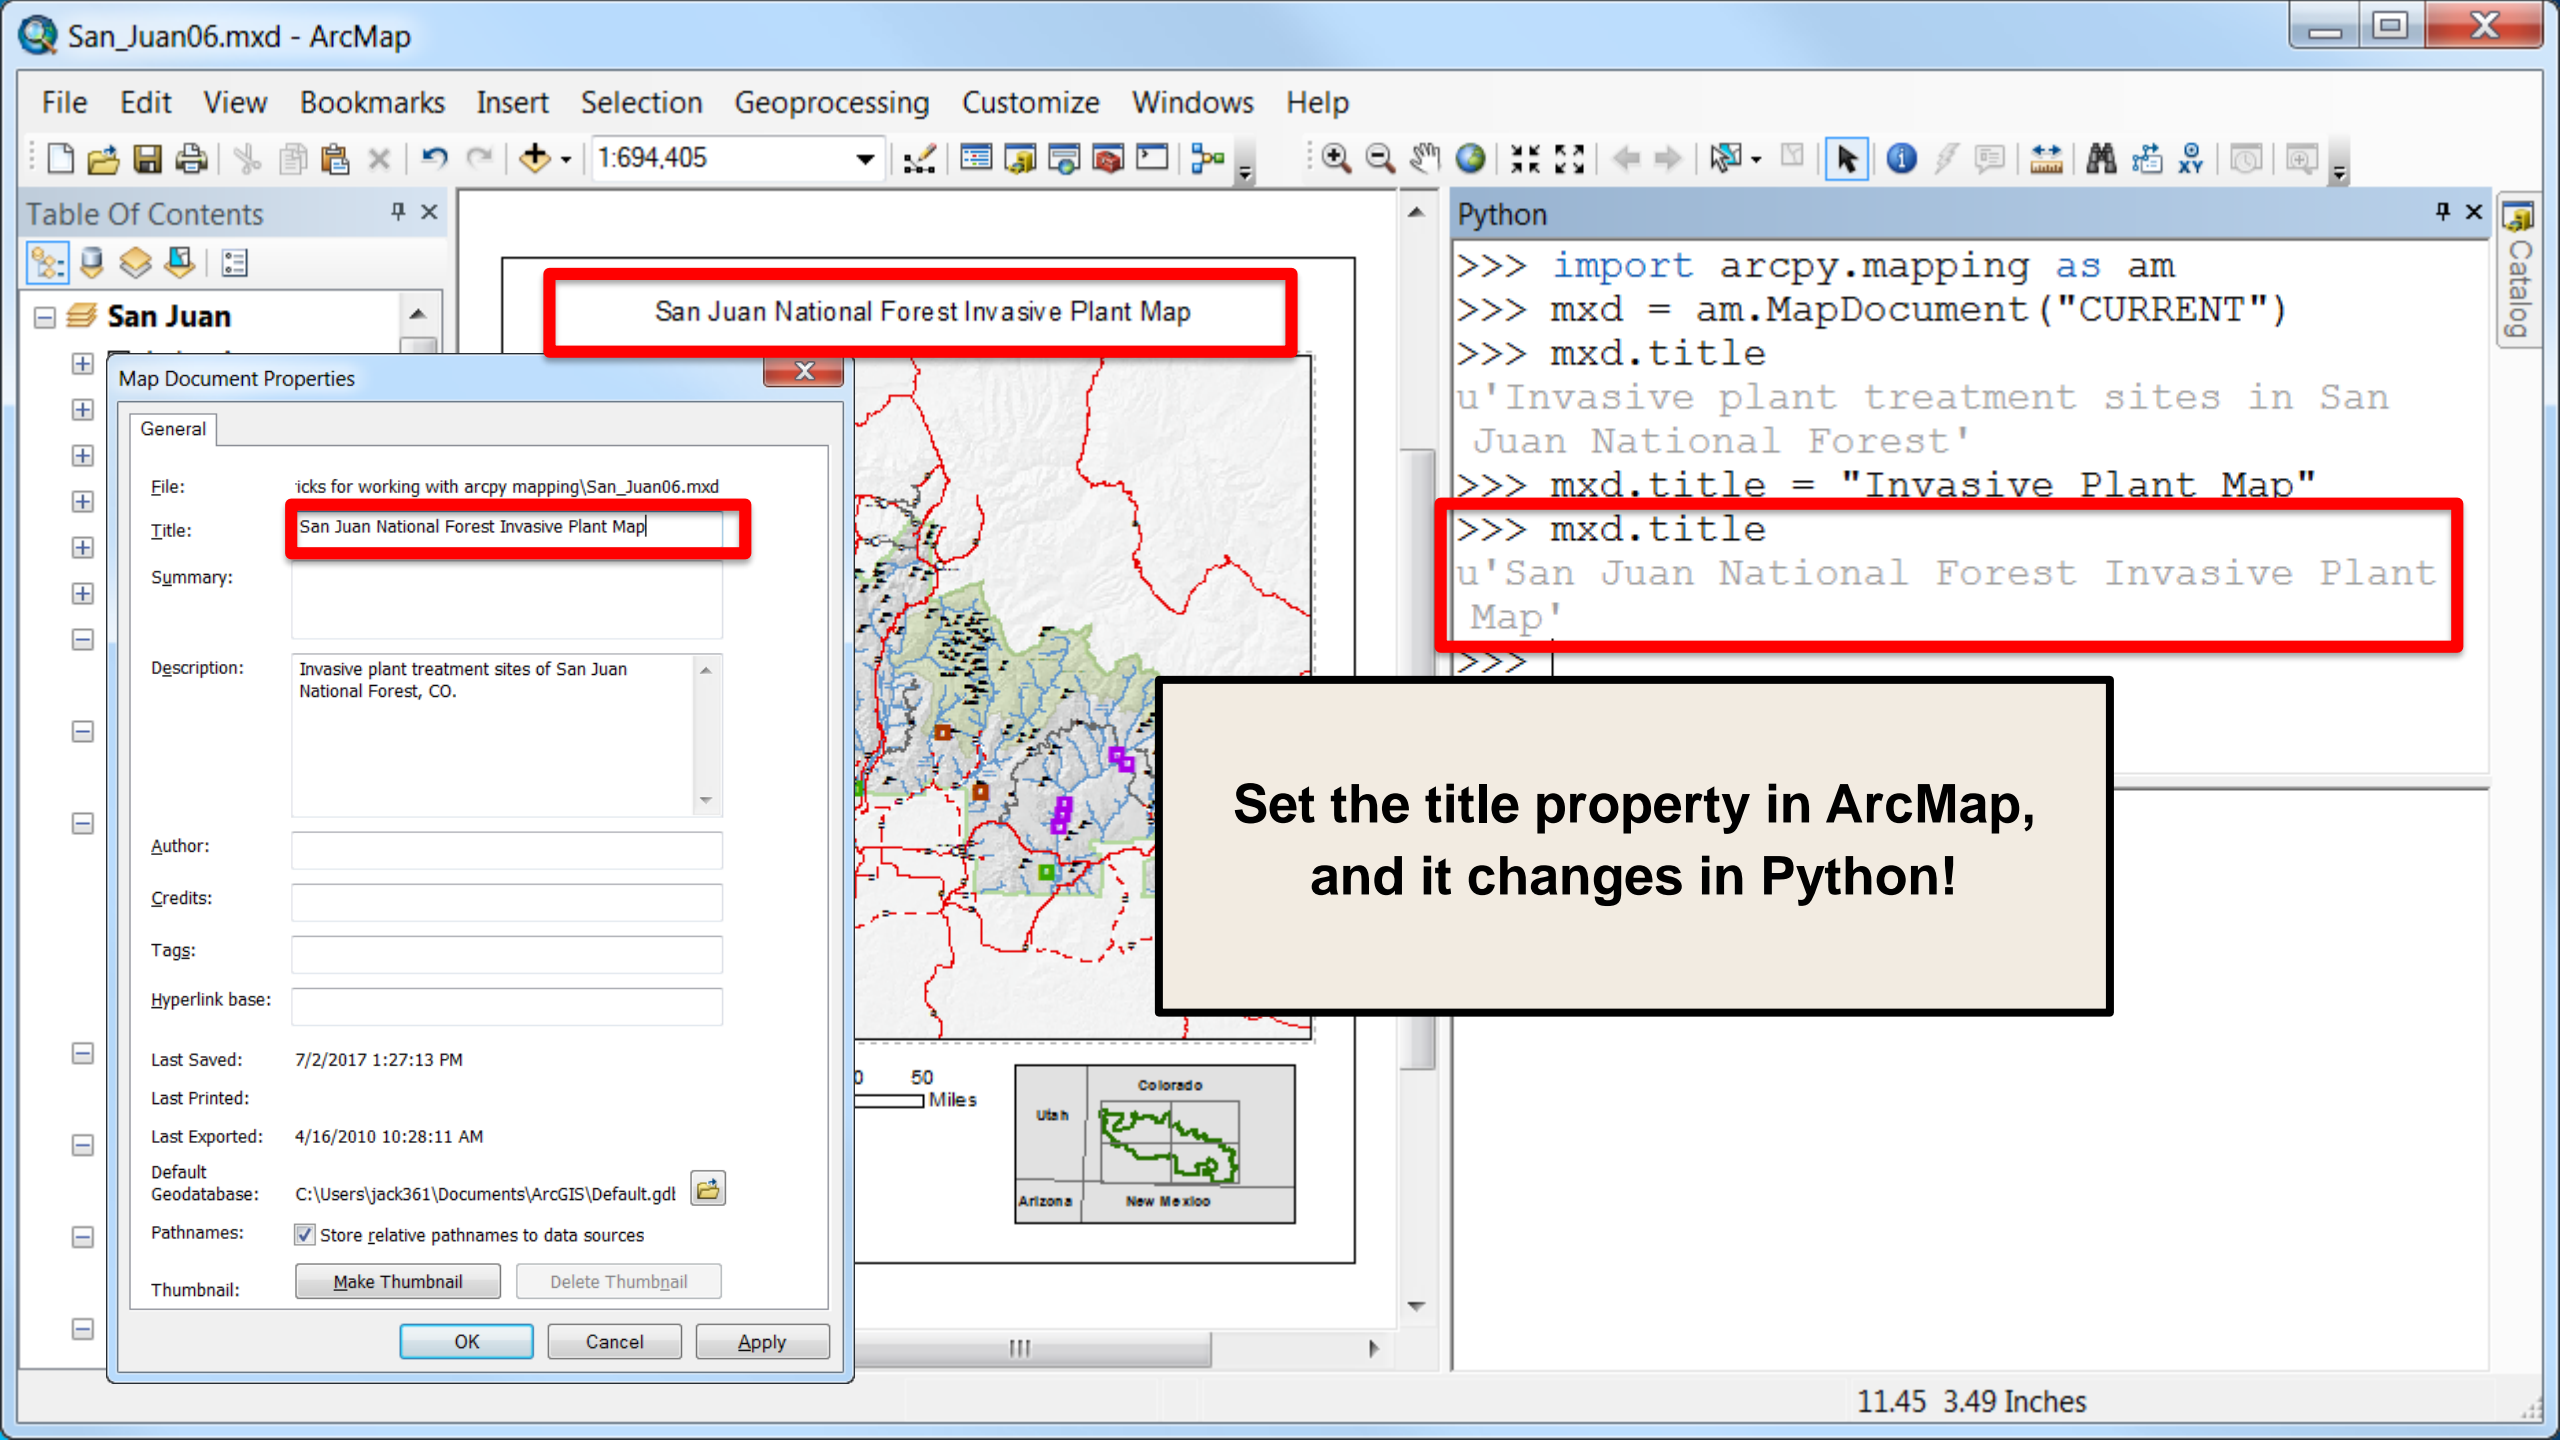 San_Juan06.mxd - ArcMap
File Edit View Bookmarks Insert Selection Geoprocessing Customize Windows Help
1:694,405
Table Of Contents
San Juan
San Juan National Forest Invasive Plant Map
Map Document Properties
General
File: icks for working with arcpy mapping\San_Juan06.mxd
Title: San Juan National Forest Invasive Plant Map
Summary:
Description: Invasive plant treatment sites of San Juan
National Forest, CO.
Author:
Credits:
Tags:
Hyperlink base:
Last Saved: 7/2/2017 1:27:13 PM
Last Printed:
Last Exported: 4/16/2010 10:28:11 AM
Default
Geodatabase: C:\Users\jack361\Documents\ArcGIS\Default.gdb
Pathnames: Store relative pathnames to data sources
Thumbnail: Make Thumbnail Delete Thumbnail
OK Cancel Apply
0 50
Miles
Colorado
Utah
Arizona
New Mexico
Python
>>> import arcpy.mapping as am
>>> mxd = am.MapDocument("CURRENT")
>>> mxd.title
u'Invasive plant treatment sites in San
Juan National Forest'
>>> mxd.title = "Invasive Plant Map"
>>> mxd.title
u'San Juan National Forest Invasive Plant
Map'
>>>
Catalog
Set the title property in ArcMap,
and it changes in Python!
11.45 3.49 Inches